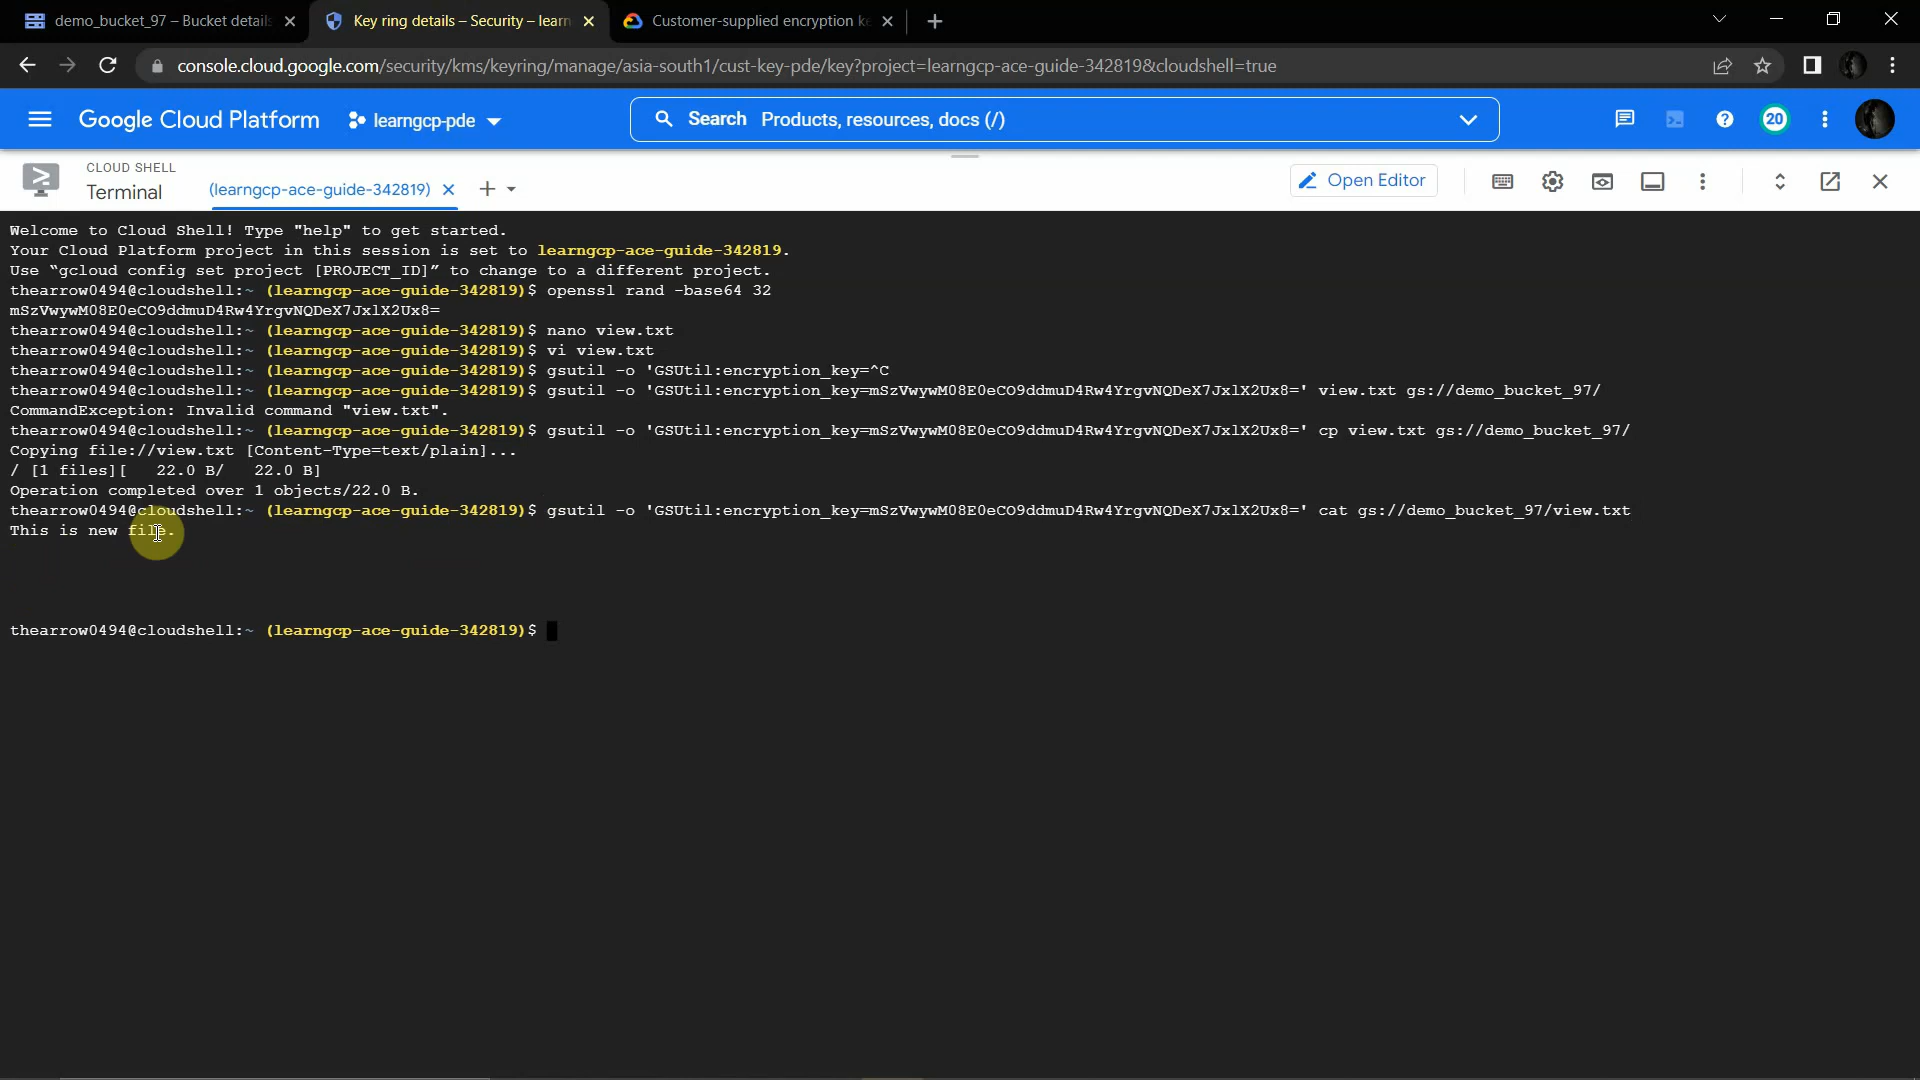 demo_bucket_97 – Bucket details
Key ring details – Security – learn
Customer-supplied encryption ke
console.cloud.google.com/security/kms/keyring/manage/asia-south1/cust-key-pde/key?project=learngcp-ace-guide-342819&cloudshell=true
Google Cloud Platform
learngcp-pde
Search Products, resources, docs (/)
20
CLOUD SHELL
Terminal
(learngcp-ace-guide-342819)
Open Editor
Welcome to Cloud Shell! Type "help" to get started.
Your Cloud Platform project in this session is set to learngcp-ace-guide-342819.
Use “gcloud config set project [PROJECT_ID]” to change to a different project.
thearrow0494@cloudshell:~ (learngcp-ace-guide-342819)$ openssl rand -base64 32
mSzVwywM08E0eCO9ddmuD4Rw4YrgvNQDeX7JxlX2Ux8=
thearrow0494@cloudshell:~ (learngcp-ace-guide-342819)$ nano view.txt
thearrow0494@cloudshell:~ (learngcp-ace-guide-342819)$ vi view.txt
thearrow0494@cloudshell:~ (learngcp-ace-guide-342819)$ gsutil -o 'GSUtil:encryption_key=^C
thearrow0494@cloudshell:~ (learngcp-ace-guide-342819)$ gsutil -o 'GSUtil:encryption_key=mSzVwywM08E0eCO9ddmuD4Rw4YrgvNQDeX7JxlX2Ux8=' view.txt gs://demo_bucket_97/
CommandException: Invalid command "view.txt".
thearrow0494@cloudshell:~ (learngcp-ace-guide-342819)$ gsutil -o 'GSUtil:encryption_key=mSzVwywM08E0eCO9ddmuD4Rw4YrgvNQDeX7JxlX2Ux8=' cp view.txt gs://demo_bucket_97/
Copying file://view.txt [Content-Type=text/plain]...
/ [1 files][   22.0 B/   22.0 B]
Operation completed over 1 objects/22.0 B.
thearrow0494@cloudshell:~ (learngcp-ace-guide-342819)$ gsutil -o 'GSUtil:encryption_key=mSzVwywM08E0eCO9ddmuD4Rw4YrgvNQDeX7JxlX2Ux8=' cat gs://demo_bucket_97/view.txt
This is new file.
thearrow0494@cloudshell:~ (learngcp-ace-guide-342819)$